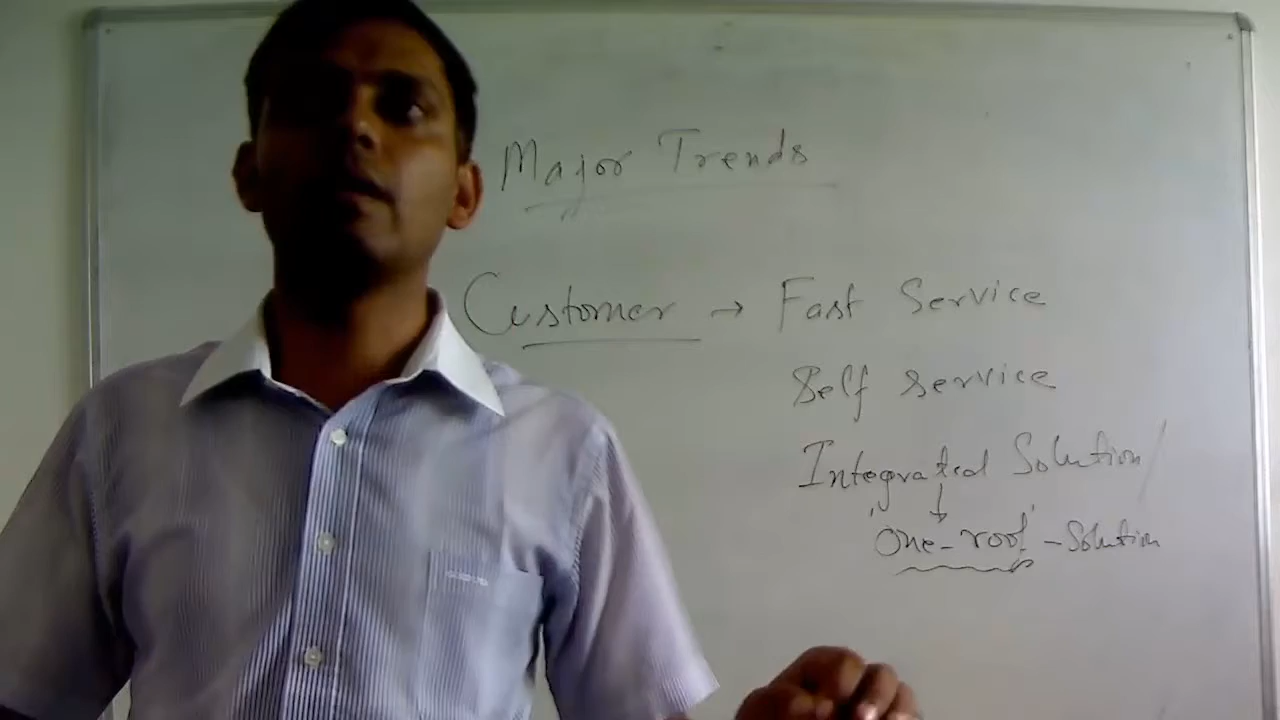 Major Trends
Customer → Fast Service
Self service
Integrated Solution/
'One-roof' - Solution